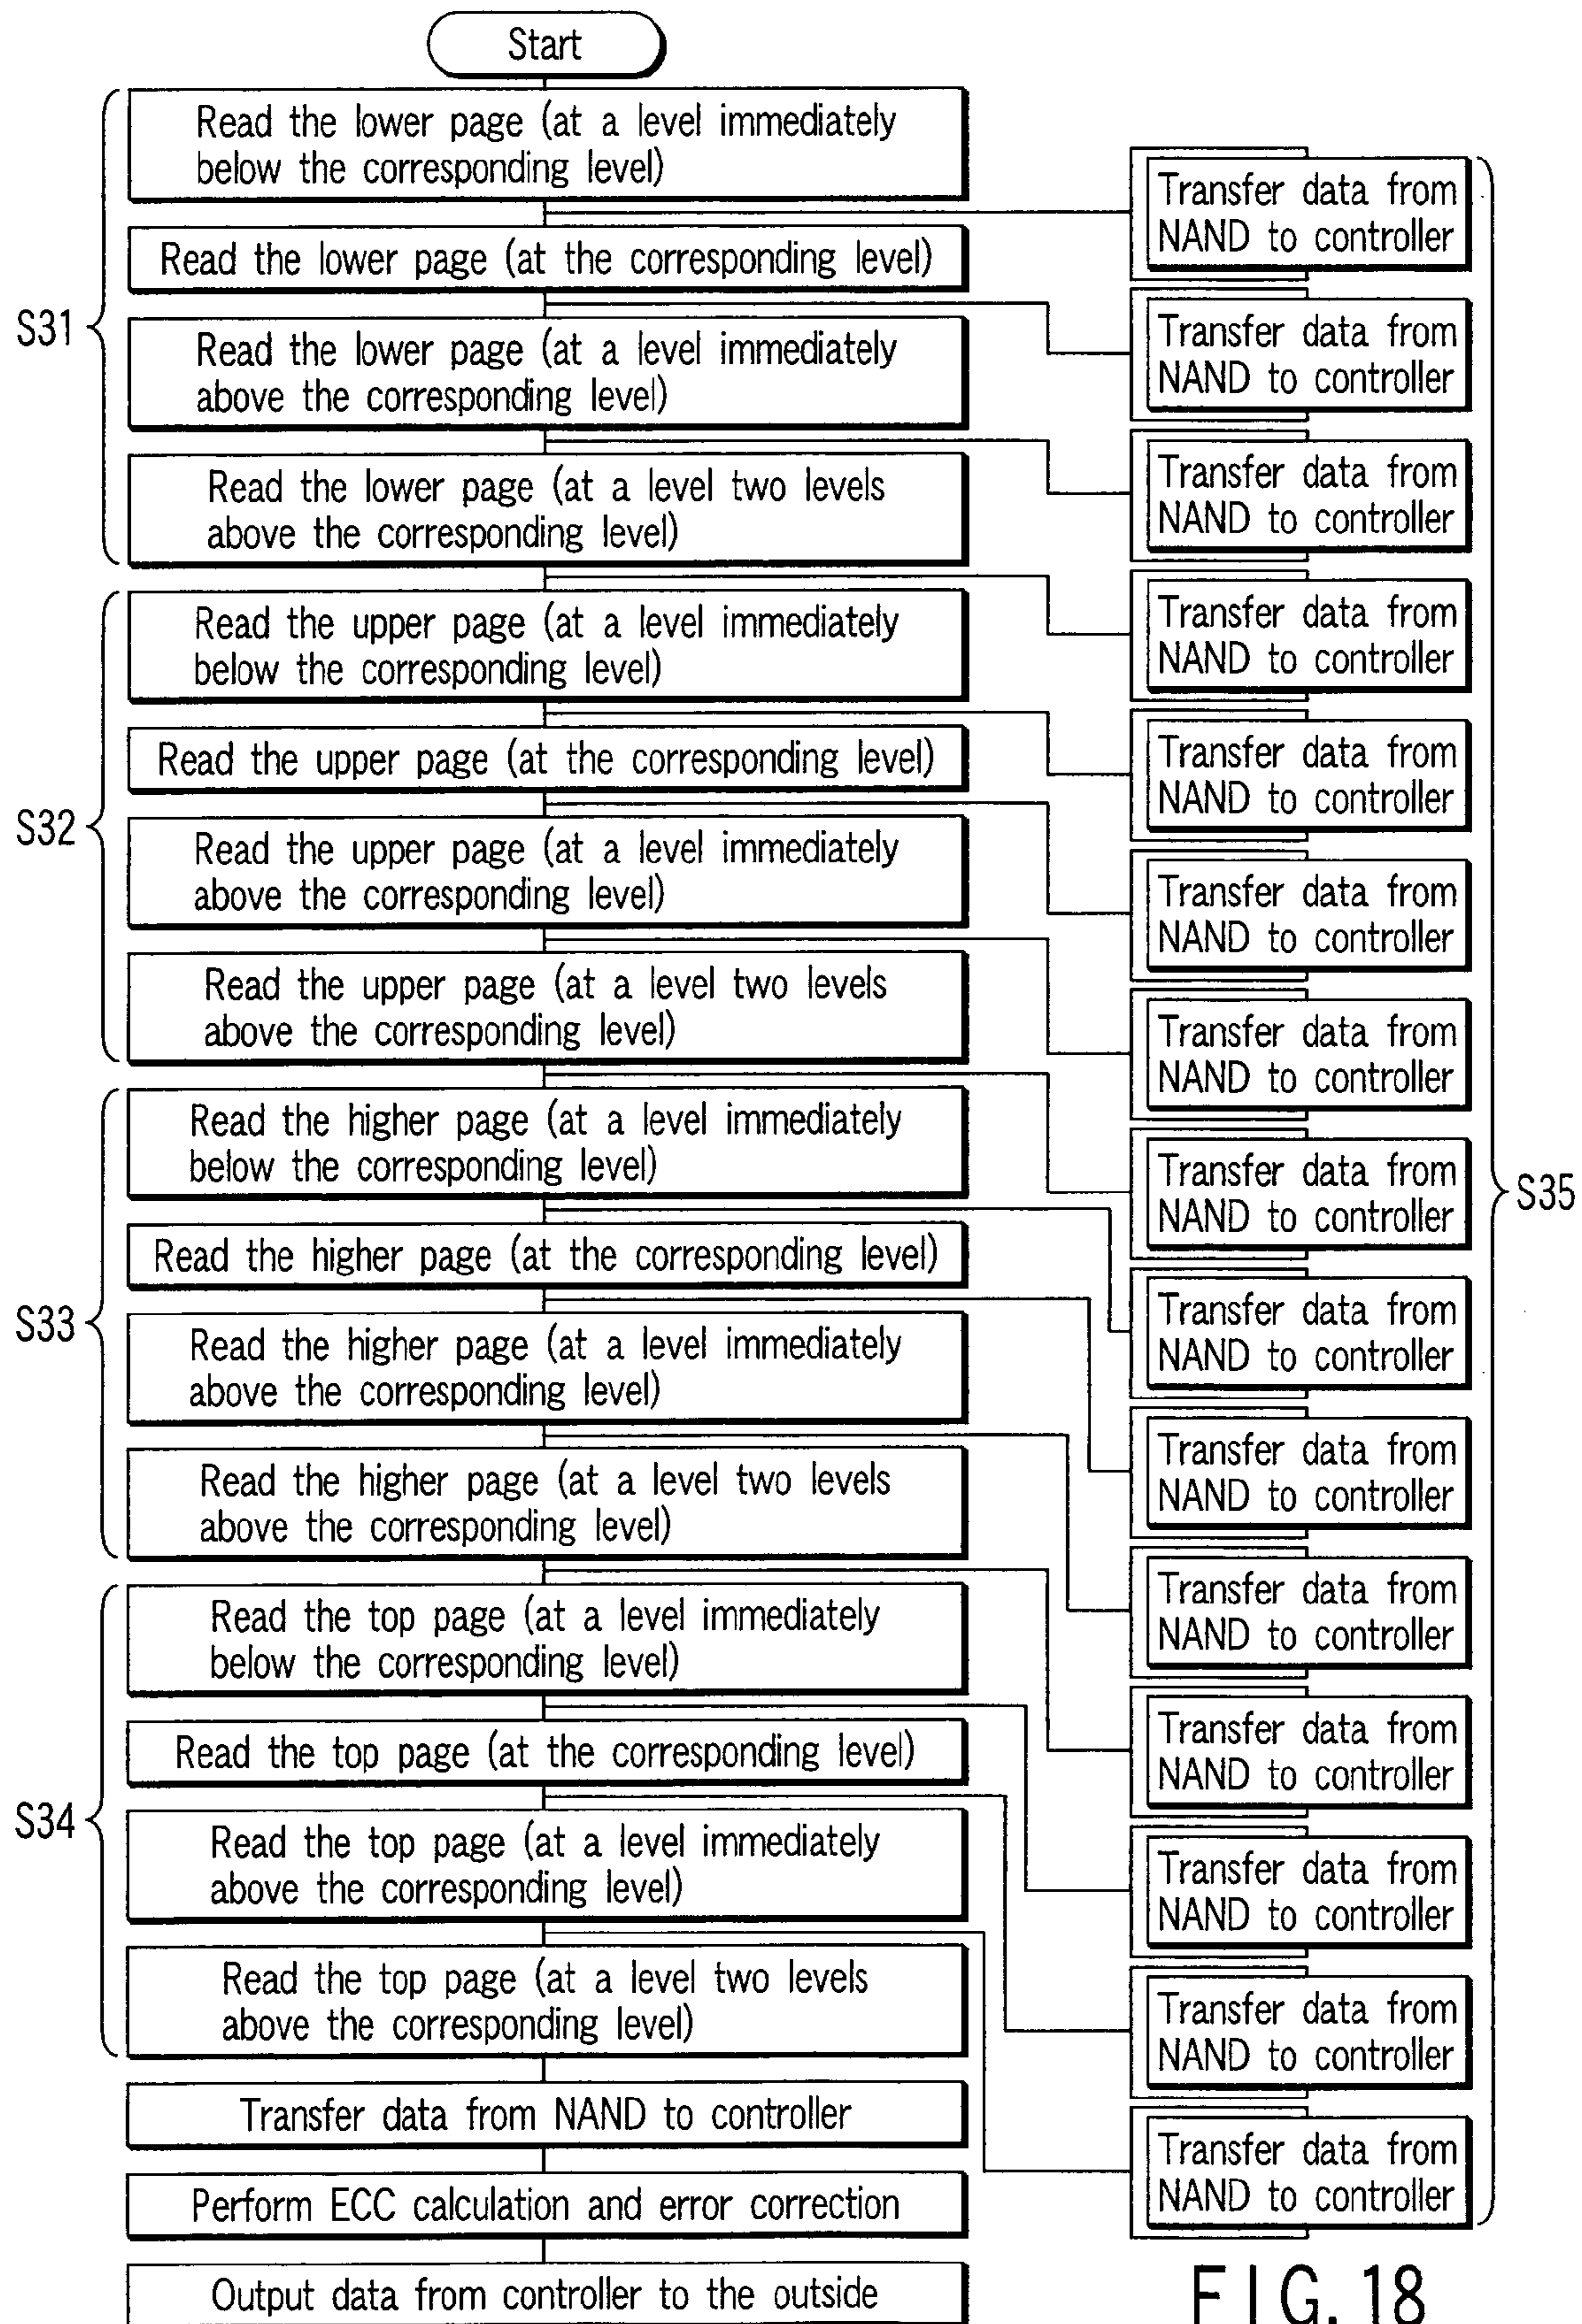 Start
S31
Read the lower page (at a level immediately
below the corresponding level)
Read the lower page (at the corresponding level)
Read the lower page (at a level immediately
above the corresponding level)
Read the lower page (at a level two levels
above the corresponding level)
S32
Read the upper page (at a level immediately
below the corresponding level)
Read the upper page (at the corresponding level)
Read the upper page (at a level immediately
above the corresponding level)
Read the upper page (at a level two levels
above the corresponding level)
S33
Read the higher page (at a level immediately
below the corresponding level)
Read the higher page (at the corresponding level)
Read the higher page (at a level immediately
above the corresponding level)
Read the higher page (at a level two levels
above the corresponding level)
S34
Read the top page (at a level immediately
below the corresponding level)
Read the top page (at the corresponding level)
Read the top page (at a level immediately
above the corresponding level)
Read the top page (at a level two levels
above the corresponding level)
Transfer data from NAND to controller
Perform ECC calculation and error correction
Output data from controller to the outside
Transfer data from
NAND to controller
Transfer data from
NAND to controller
Transfer data from
NAND to controller
Transfer data from
NAND to controller
Transfer data from
NAND to controller
Transfer data from
NAND to controller
Transfer data from
NAND to controller
Transfer data from
NAND to controller
Transfer data from
NAND to controller
Transfer data from
NAND to controller
Transfer data from
NAND to controller
Transfer data from
NAND to controller
Transfer data from
NAND to controller
Transfer data from
NAND to controller
Transfer data from
NAND to controller
S35
FIG. 18